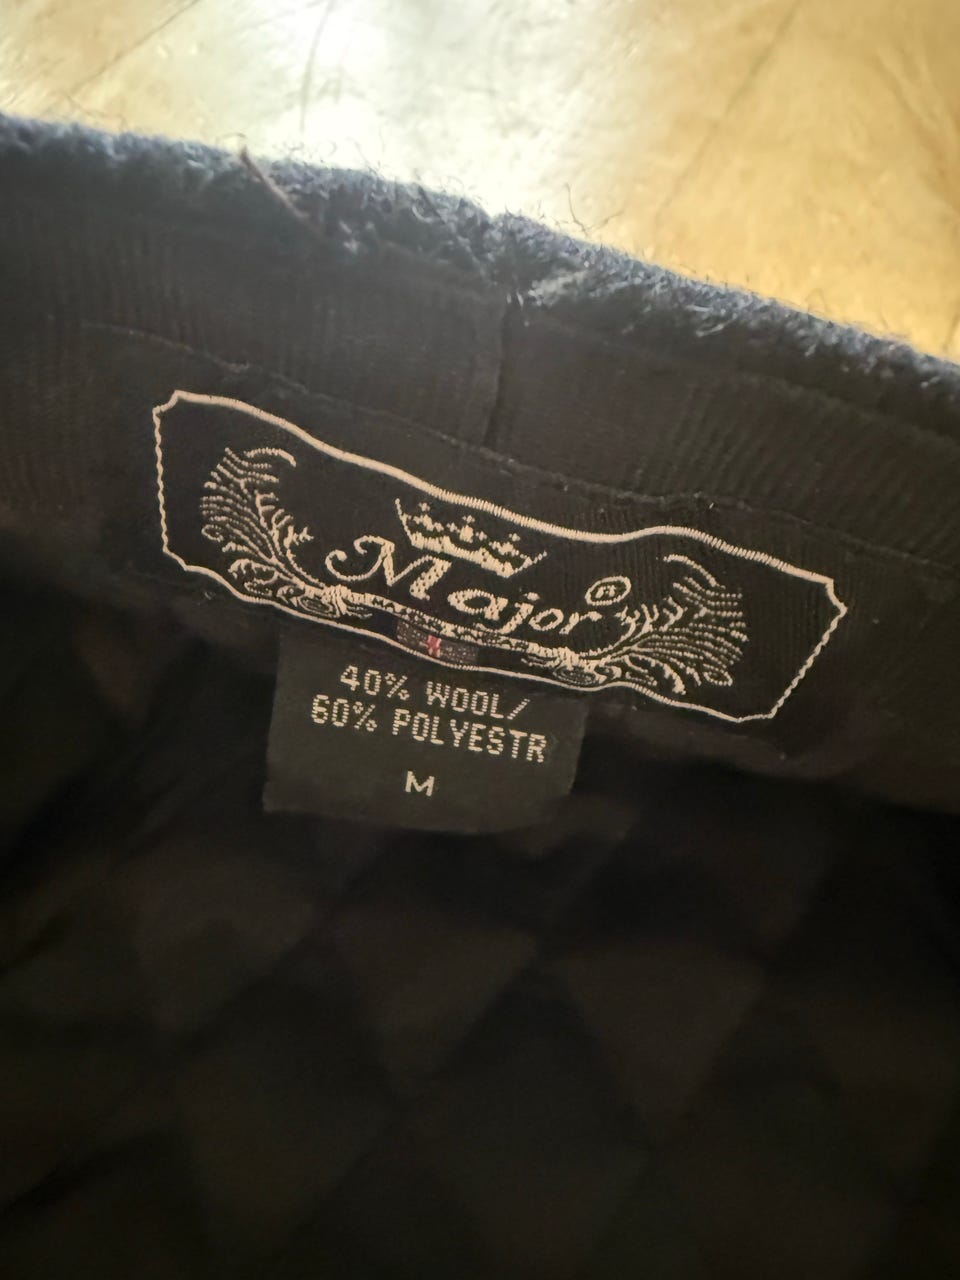 Major®
40% WOOL/
60% POLYESTR
M